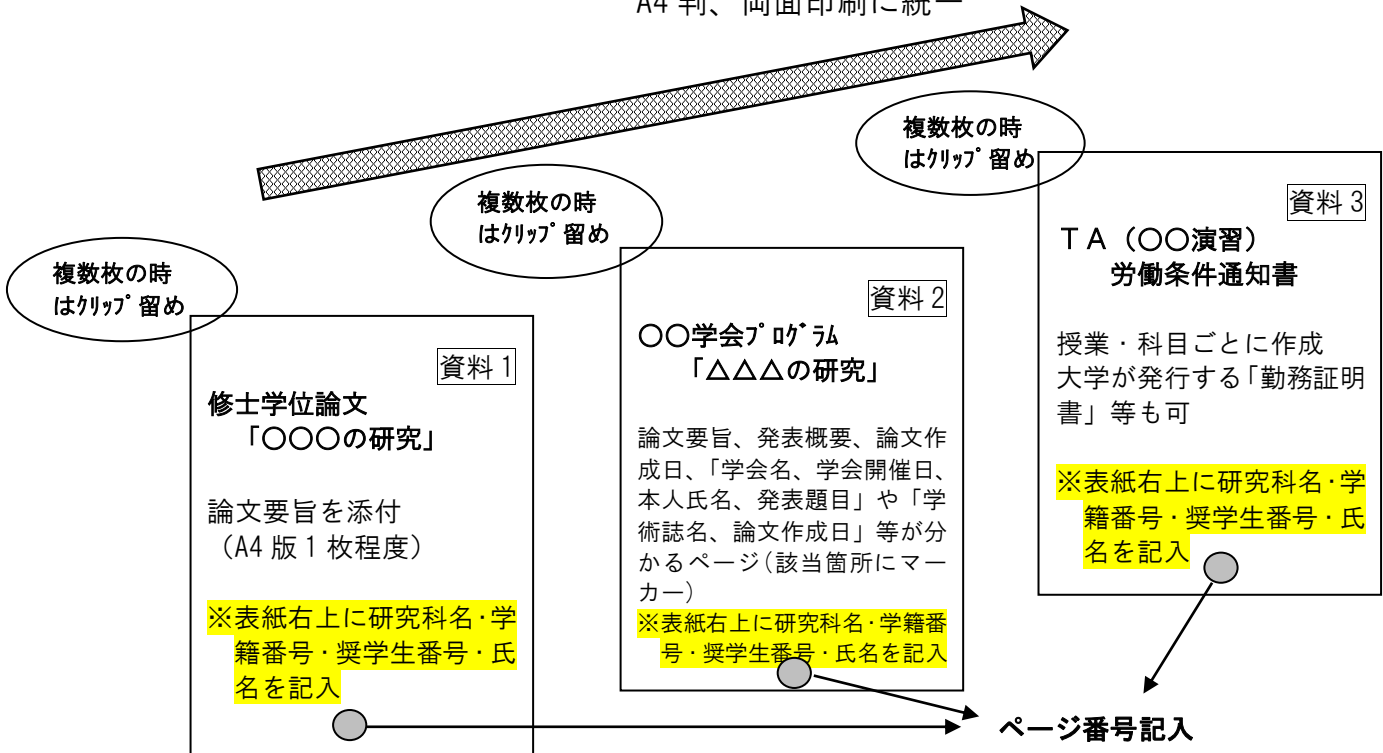 A4 判、両面印刷に統一
複数枚の時
はｸﾘｯﾌﾟ留め
複数枚の時
はｸﾘｯﾌﾟ留め
複数枚の時
はｸﾘｯﾌﾟ留め
資料 1
修士学位論文
「〇〇〇の研究」
論文要旨を添付
（A4 版 1 枚程度）
※表紙右上に研究科名・学
籍番号・奨学生番号・氏
名を記入
資料 2
〇〇学会ﾌﾟﾛｸﾞﾗﾑ
「△△△の研究」
論文要旨、発表概要、論文作
成日、「学会名、学会開催日、
本人氏名、発表題目」や「学
術誌名、論文作成日」等が分
かるページ（該当箇所にマー
カー）
※表紙右上に研究科名・学籍番
号・奨学生番号・氏名を記入
資料 3
ＴＡ（〇〇演習）
労働条件通知書
授業・科目ごとに作成
大学が発行する「勤務証明
書」等も可
※表紙右上に研究科名・学
籍番号・奨学生番号・氏
名を記入
ページ番号記入